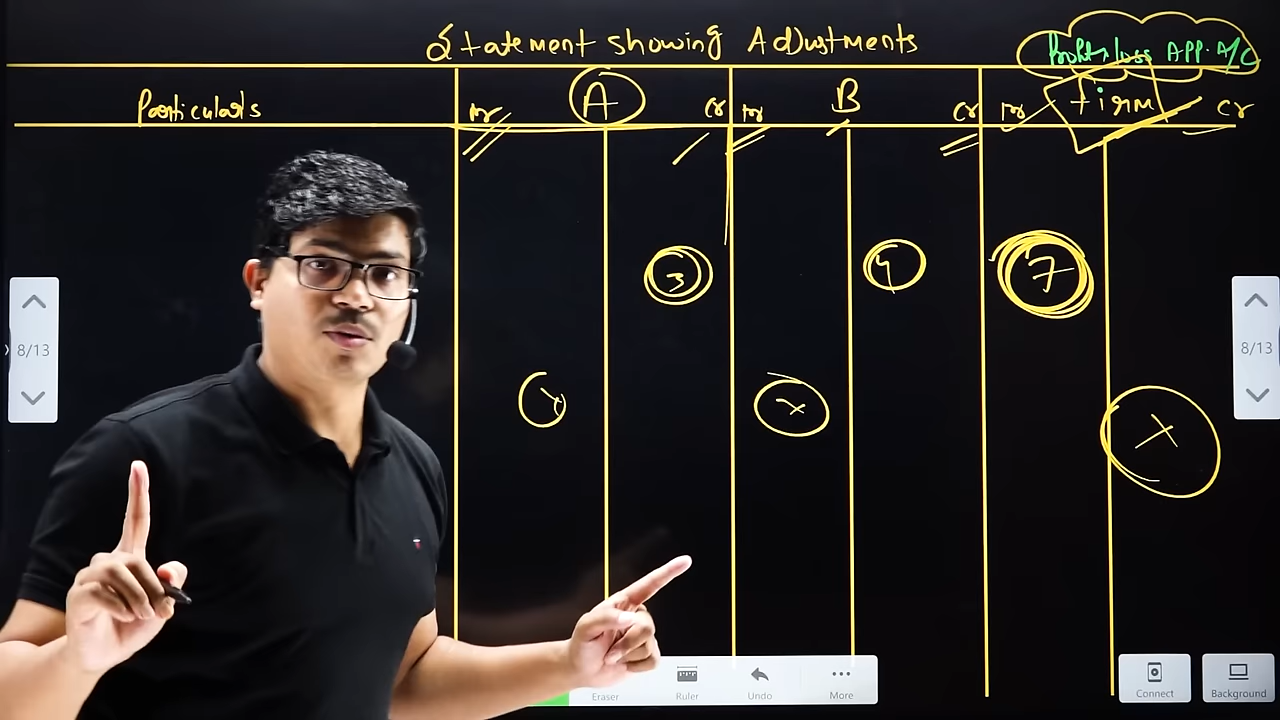 Statement showing Adjustments
Profit & loss APP. A/C
Particulars
Dr A Cr Dr B Cr Dr firm Cr
3 4 7
x x x
8/13 8/13
Eraser Ruler Undo More
Connect Background